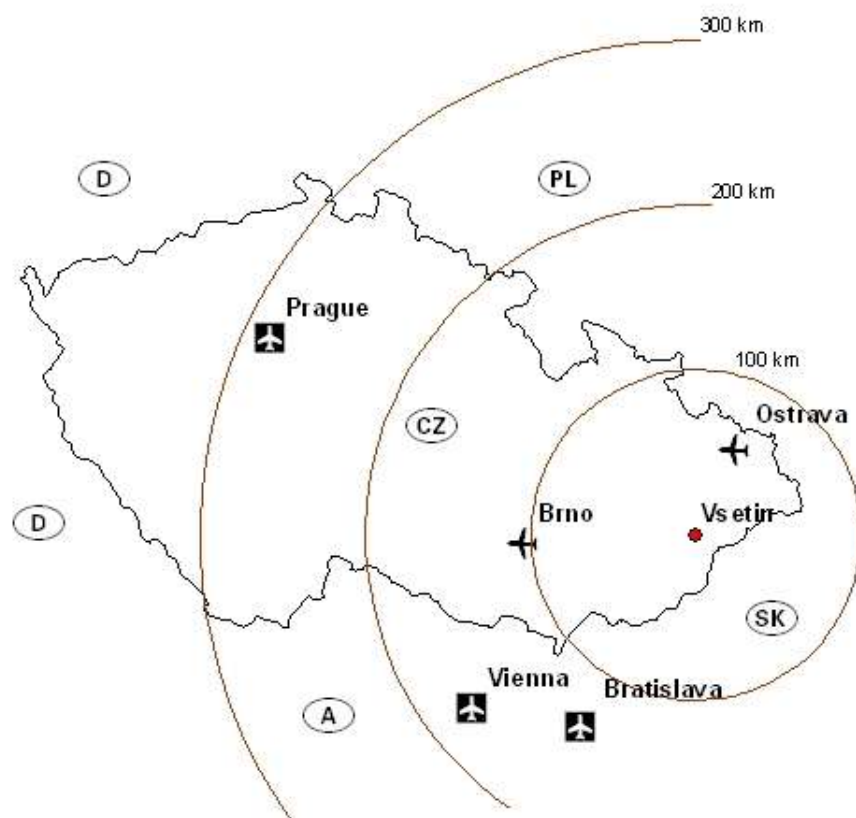 300 km
D
PL
200 km
Prague
100 km
Ostrava
CZ
D
Brno
Vsetin
SK
Vienna
Bratislava
A